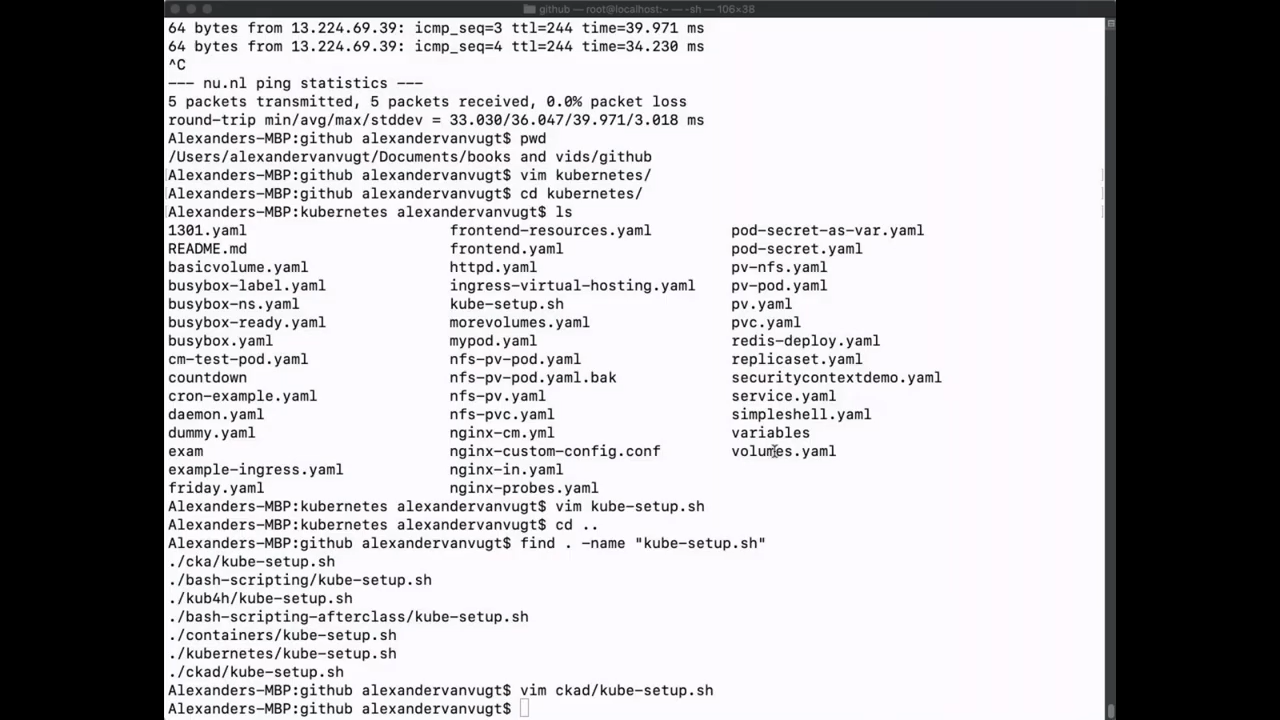 github — root@localhost:~ — -sh — 106×38
64 bytes from 13.224.69.39: icmp_seq=3 ttl=244 time=39.971 ms
64 bytes from 13.224.69.39: icmp_seq=4 ttl=244 time=34.230 ms
^C
--- nu.nl ping statistics ---
5 packets transmitted, 5 packets received, 0.0% packet loss
round-trip min/avg/max/stddev = 33.030/36.047/39.971/3.018 ms
Alexanders-MBP:github alexandervanvugt$ pwd
/Users/alexandervanvugt/Documents/books and vids/github
Alexanders-MBP:github alexandervanvugt$ vim kubernetes/
Alexanders-MBP:github alexandervanvugt$ cd kubernetes/
Alexanders-MBP:kubernetes alexandervanvugt$ ls
1301.yaml frontend-resources.yaml pod-secret-as-var.yaml
README.md frontend.yaml pod-secret.yaml
basicvolume.yaml httpd.yaml pv-nfs.yaml
busybox-label.yaml ingress-virtual-hosting.yaml pv-pod.yaml
busybox-ns.yaml kube-setup.sh pv.yaml
busybox-ready.yaml morevolumes.yaml pvc.yaml
busybox.yaml mypod.yaml redis-deploy.yaml
cm-test-pod.yaml nfs-pv-pod.yaml replicaset.yaml
countdown nfs-pv-pod.yaml.bak securitycontextdemo.yaml
cron-example.yaml nfs-pv.yaml service.yaml
daemon.yaml nfs-pvc.yaml simpleshell.yaml
dummy.yaml nginx-cm.yml variables
exam nginx-custom-config.conf volumes.yaml
example-ingress.yaml nginx-in.yaml
friday.yaml nginx-probes.yaml
Alexanders-MBP:kubernetes alexandervanvugt$ vim kube-setup.sh
Alexanders-MBP:kubernetes alexandervanvugt$ cd ..
Alexanders-MBP:github alexandervanvugt$ find . -name "kube-setup.sh"
./cka/kube-setup.sh
./bash-scripting/kube-setup.sh
./kub4h/kube-setup.sh
./bash-scripting-afterclass/kube-setup.sh
./containers/kube-setup.sh
./kubernetes/kube-setup.sh
./ckad/kube-setup.sh
Alexanders-MBP:github alexandervanvugt$ vim ckad/kube-setup.sh
Alexanders-MBP:github alexandervanvugt$